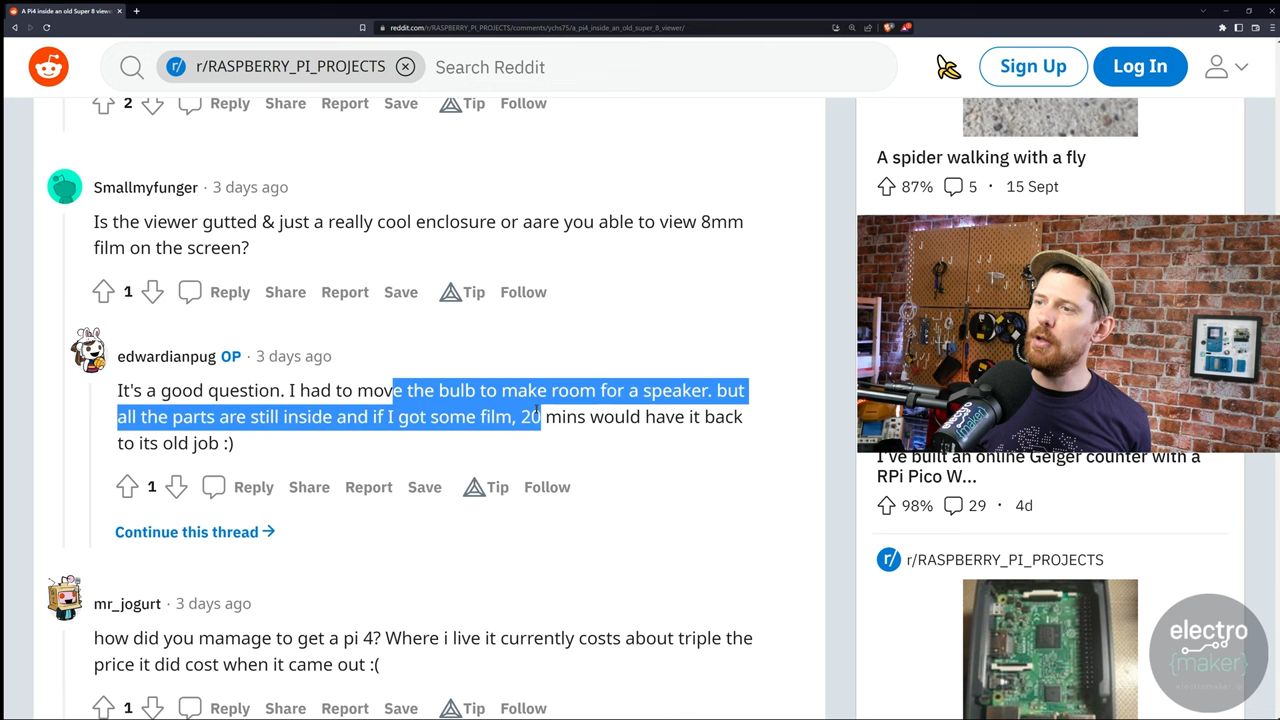 A Pi4 inside an old Super 8 viewer
reddit.com/r/RASPBERRY_PI_PROJECTS/comments/ychs75/a_pi4_inside_an_old_super_8_viewer/
r/ r/RASPBERRY_PI_PROJECTS
Search Reddit
Sign Up
Log In
2 Reply Share Report Save Tip Follow
Smallmyfunger · 3 days ago
Is the viewer gutted & just a really cool enclosure or aare you able to view 8mm
film on the screen?
1 Reply Share Report Save Tip Follow
edwardianpug OP · 3 days ago
It's a good question. I had to move the bulb to make room for a speaker. but
all the parts are still inside and if I got some film, 20 mins would have it back
to its old job :)
1 Reply Share Report Save Tip Follow
Continue this thread →
mr_jogurt · 3 days ago
how did you mamage to get a pi 4? Where i live it currently costs about triple the
price it did cost when it came out :(
1 Reply Share Report Save Tip Follow
A spider walking with a fly
87% 5 · 15 Sept
electro
{maker}
I've built an online Geiger counter with a
RPi Pico W...
98% 29 · 4d
r/ r/RASPBERRY_PI_PROJECTS
electro
{maker}